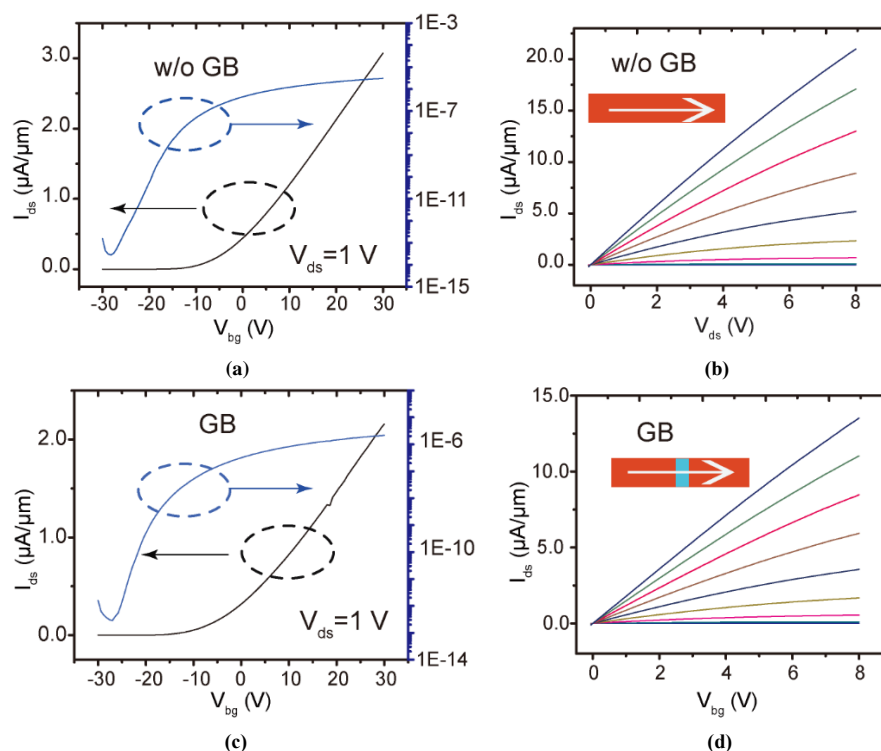 1E-3
3.0
w/o GB
1E-7
2.0
1E-11
1.0
V_ds=1 V
0.0
1E-15
-30 -20 -10 0 10 20 30
I_ds (μA/μm)
V_bg (V)
(a)
20.0
w/o GB
15.0
10.0
5.0
0.0
0 2 4 6 8
I_ds (μA/μm)
V_ds (V)
(b)
GB
2.0
1E-6
1.0
1E-10
V_ds=1 V
0.0
1E-14
-30 -20 -10 0 10 20 30
I_ds (μA/μm)
V_bg (V)
(c)
15.0
GB
10.0
5.0
0.0
0 2 4 6 8
I_ds (μA/μm)
V_bg (V)
(d)